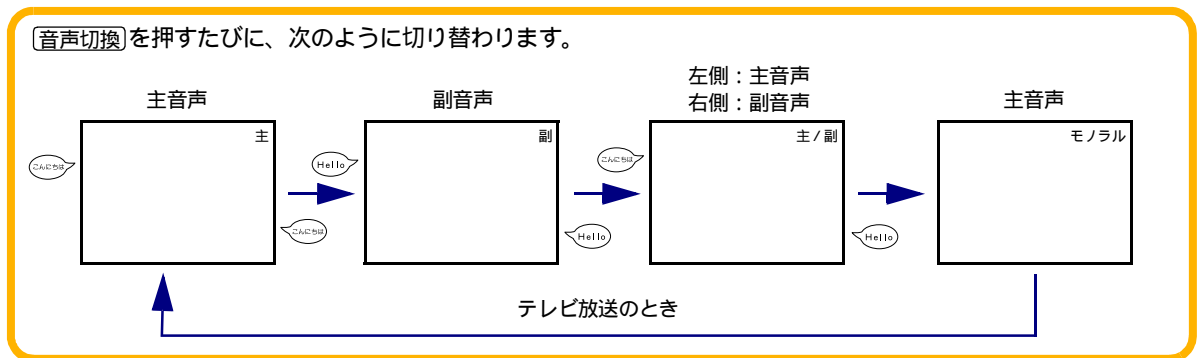 音声切換を押すたびに、次のように切り替わります。
主音声
副音声
左側：主音声
右側：副音声
主音声
主
副
主/副
モノラル
こんにちは
Hello
こんにちは
こんにちは
Hello
Hello
テレビ放送のとき